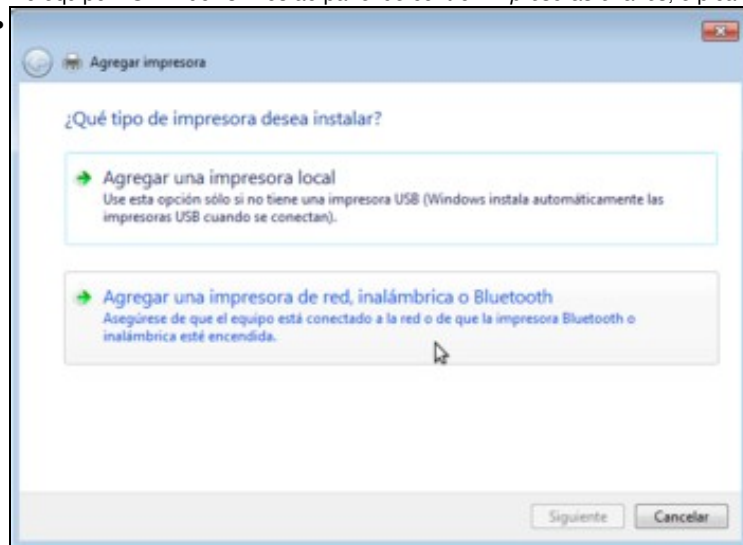 Agregar impresora
¿Qué tipo de impresora desea instalar?
Agregar una impresora local
Use esta opción sólo si no tiene una impresora USB (Windows instala automáticamente las
impresoras USB cuando se conectan).
Agregar una impresora de red, inalámbrica o Bluetooth
Asegúrese de que el equipo está conectado a la red o de que la impresora Bluetooth o
inalámbrica esté encendida.
Siguiente Cancelar